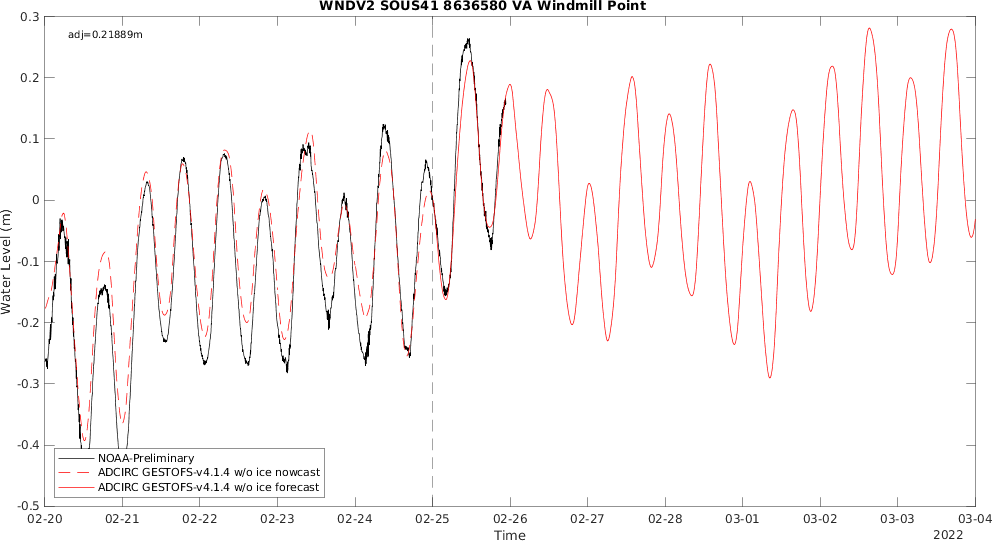 WNDV2 SOUS41 8636580 VA Windmill Point
adj=0.21889m
0.3
0.2
0.1
0
-0.1
-0.2
-0.3
-0.4
-0.5
Water Level (m)
NOAA-Preliminary
ADCIRC GESTOFS-v4.1.4 w/o ice nowcast
ADCIRC GESTOFS-v4.1.4 w/o ice forecast
02-20 02-21 02-22 02-23 02-24 02-25 02-26 02-27 02-28 03-01 03-02 03-03 03-04
Time
2022